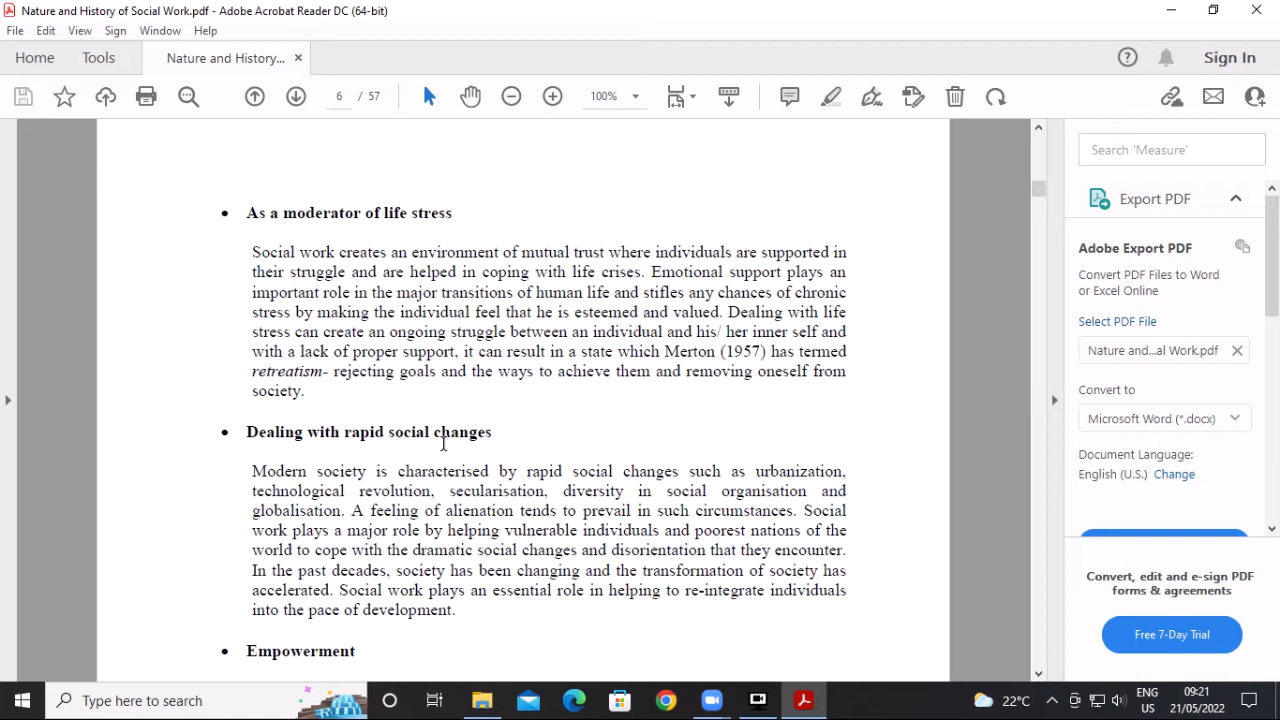 Nature and History of Social Work.pdf - Adobe Acrobat Reader DC (64-bit)
File Edit View Sign Window Help
Home Tools Nature and History... × Sign In
6 / 57 100%
Search 'Measure'
Export PDF
Adobe Export PDF
Convert PDF Files to Word
or Excel Online
Select PDF File
Nature and...al Work.pdf
Convert to
Microsoft Word (*.docx)
Document Language:
English (U.S.) Change
Convert, edit and e-sign PDF
forms & agreements
Free 7-Day Trial
• As a moderator of life stress
Social work creates an environment of mutual trust where individuals are supported in
their struggle and are helped in coping with life crises. Emotional support plays an
important role in the major transitions of human life and stifles any chances of chronic
stress by making the individual feel that he is esteemed and valued. Dealing with life
stress can create an ongoing struggle between an individual and his/ her inner self and
with a lack of proper support, it can result in a state which Merton (1957) has termed
retreatism- rejecting goals and the ways to achieve them and removing oneself from
society.
• Dealing with rapid social changes
Modern society is characterised by rapid social changes such as urbanization,
technological revolution, secularisation, diversity in social organisation and
globalisation. A feeling of alienation tends to prevail in such circumstances. Social
work plays a major role by helping vulnerable individuals and poorest nations of the
world to cope with the dramatic social changes and disorientation that they encounter.
In the past decades, society has been changing and the transformation of society has
accelerated. Social work plays an essential role in helping to re-integrate individuals
into the pace of development.
• Empowerment
Type here to search
22°C
ENG
US
09:21
21/05/2022